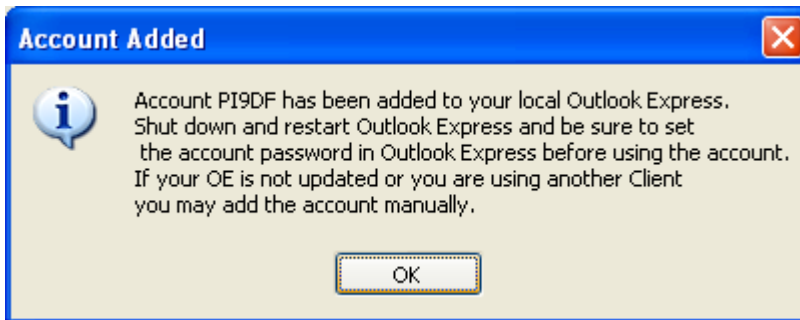 Account Added
Account PI9DF has been added to your local Outlook Express.
Shut down and restart Outlook Express and be sure to set
the account password in Outlook Express before using the account.
If your OE is not updated or you are using another Client
you may add the account manually.
OK